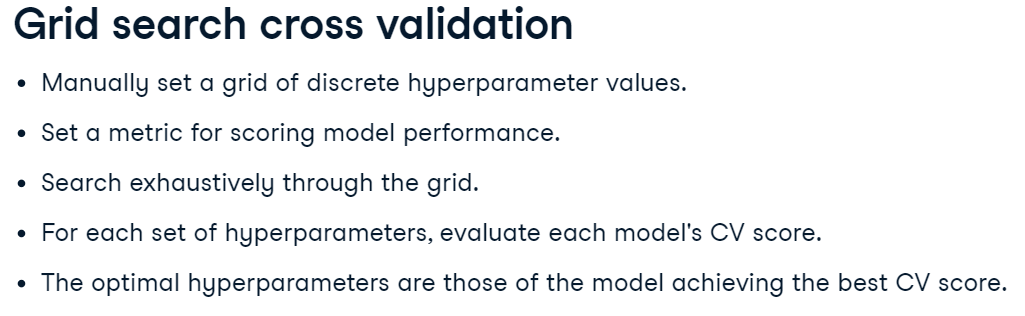 Grid search cross validation
• Manually set a grid of discrete hyperparameter values.
• Set a metric for scoring model performance.
• Search exhaustively through the grid.
• For each set of hyperparameters, evaluate each model's CV score.
• The optimal hyperparameters are those of the model achieving the best CV score.